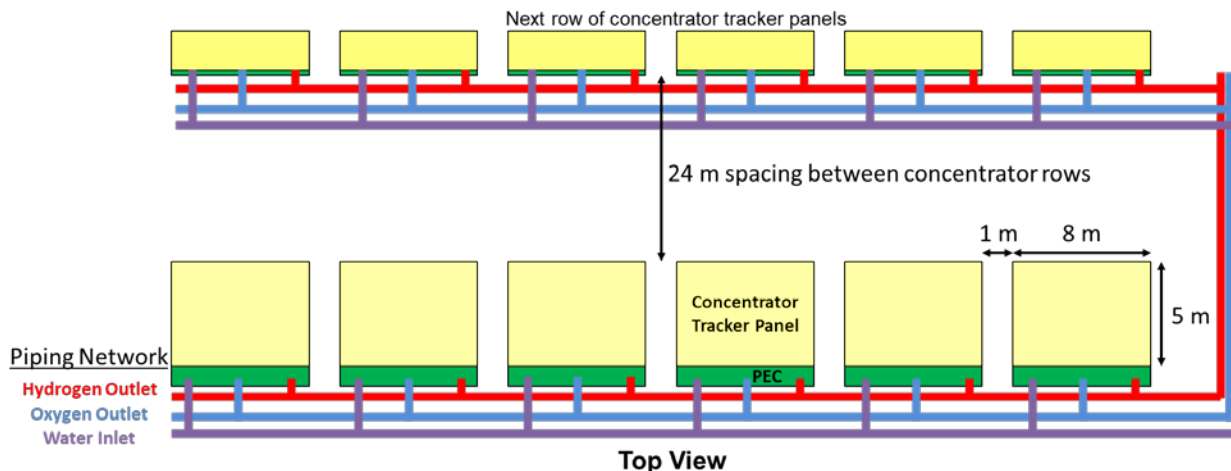 Next row of concentrator tracker panels
24 m spacing between concentrator rows
1 m
8 m
Concentrator
Tracker Panel
5 m
Piping Network
PEC
Hydrogen Outlet
Oxygen Outlet
Water Inlet
Top View